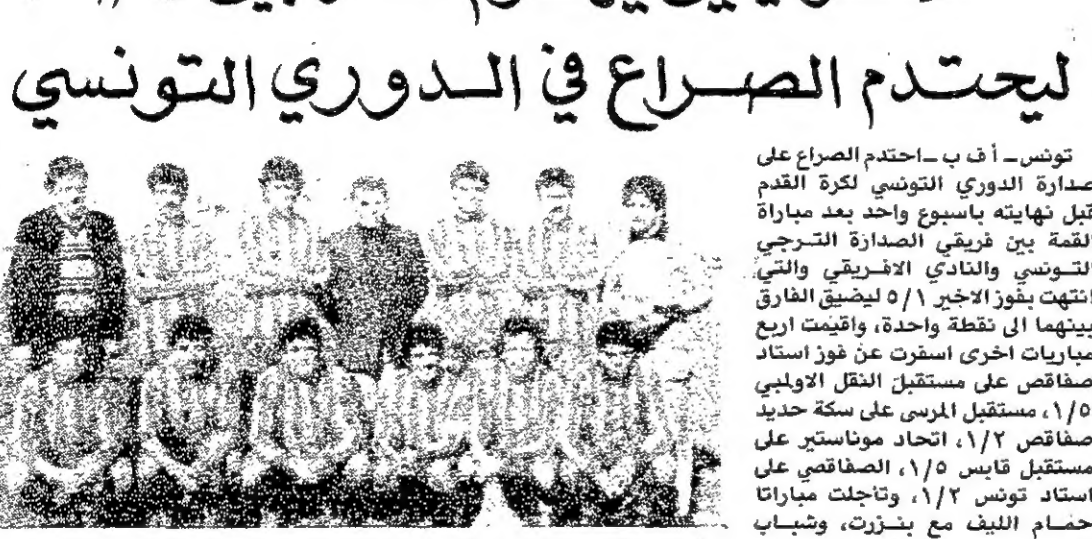 ليحتدم الصراع في الدوري التونسي
تونس ـ أ ف ب ـ احتدم الصراع على
صدارة الدوري التونسي لكرة القدم
قبل نهايته باسبوع واحد بعد مباراة
القمة بين فريقي الصدارة الترجي
التونسي والنادي الافريقي والتي
انتهت بفوز الاخير ٥/١ ليضيق الفارق
بينهما الى نقطة واحدة، واقيمت اربع
مباريات اخرى اسفرت عن فوز استاد
صفاقص على مستقبل النقل الاولمبي
٥/١، مستقبل المرسى على سكة حديد
صفاقص ١/٢، اتحاد موناستير على
مستقبل قابس ٥/١، الصفاقصي على
استاد تونس ١/٢، وتأجلت مباراتا
حمام الليف مع بنزرت، وشباب